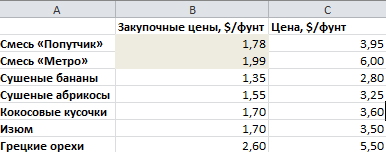 A B C
Закупочные цены, $/фунт Цена, $/фунт
Смесь «Попутчик» 1,78 3,95
Смесь «Метро» 1,99 6,00
Сушеные бананы 1,35 2,80
Сушеные абрикосы 1,55 3,25
Кокосовые кусочки 1,70 3,60
Изюм 1,70 3,50
Грецкие орехи 2,60 5,50